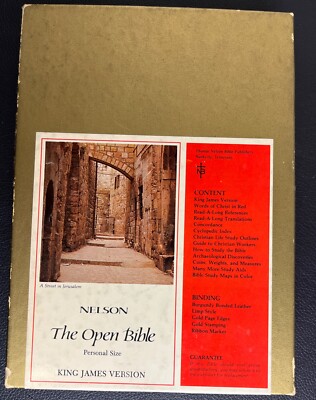 A Street in Jerusalem
NELSON
The Open Bible
Personal Size
KING JAMES VERSION
CONTENT
King James Version
Words of Christ in Red
Read-A-Long References
Read-A-Long Translations
Concordance
Cyclopedic Index
Christian Life Study Outlines
Guide to Christian Workers
How to Study the Bible
Archaeological Discoveries
Coins, Weights, and Measures
Many More Study Aids
Bible Study Maps in Color
BINDING
Burgundy Bonded Leather
Limp Style
Gold Page Edges
Gold Stamping
Ribbon Marker
GUARANTEE